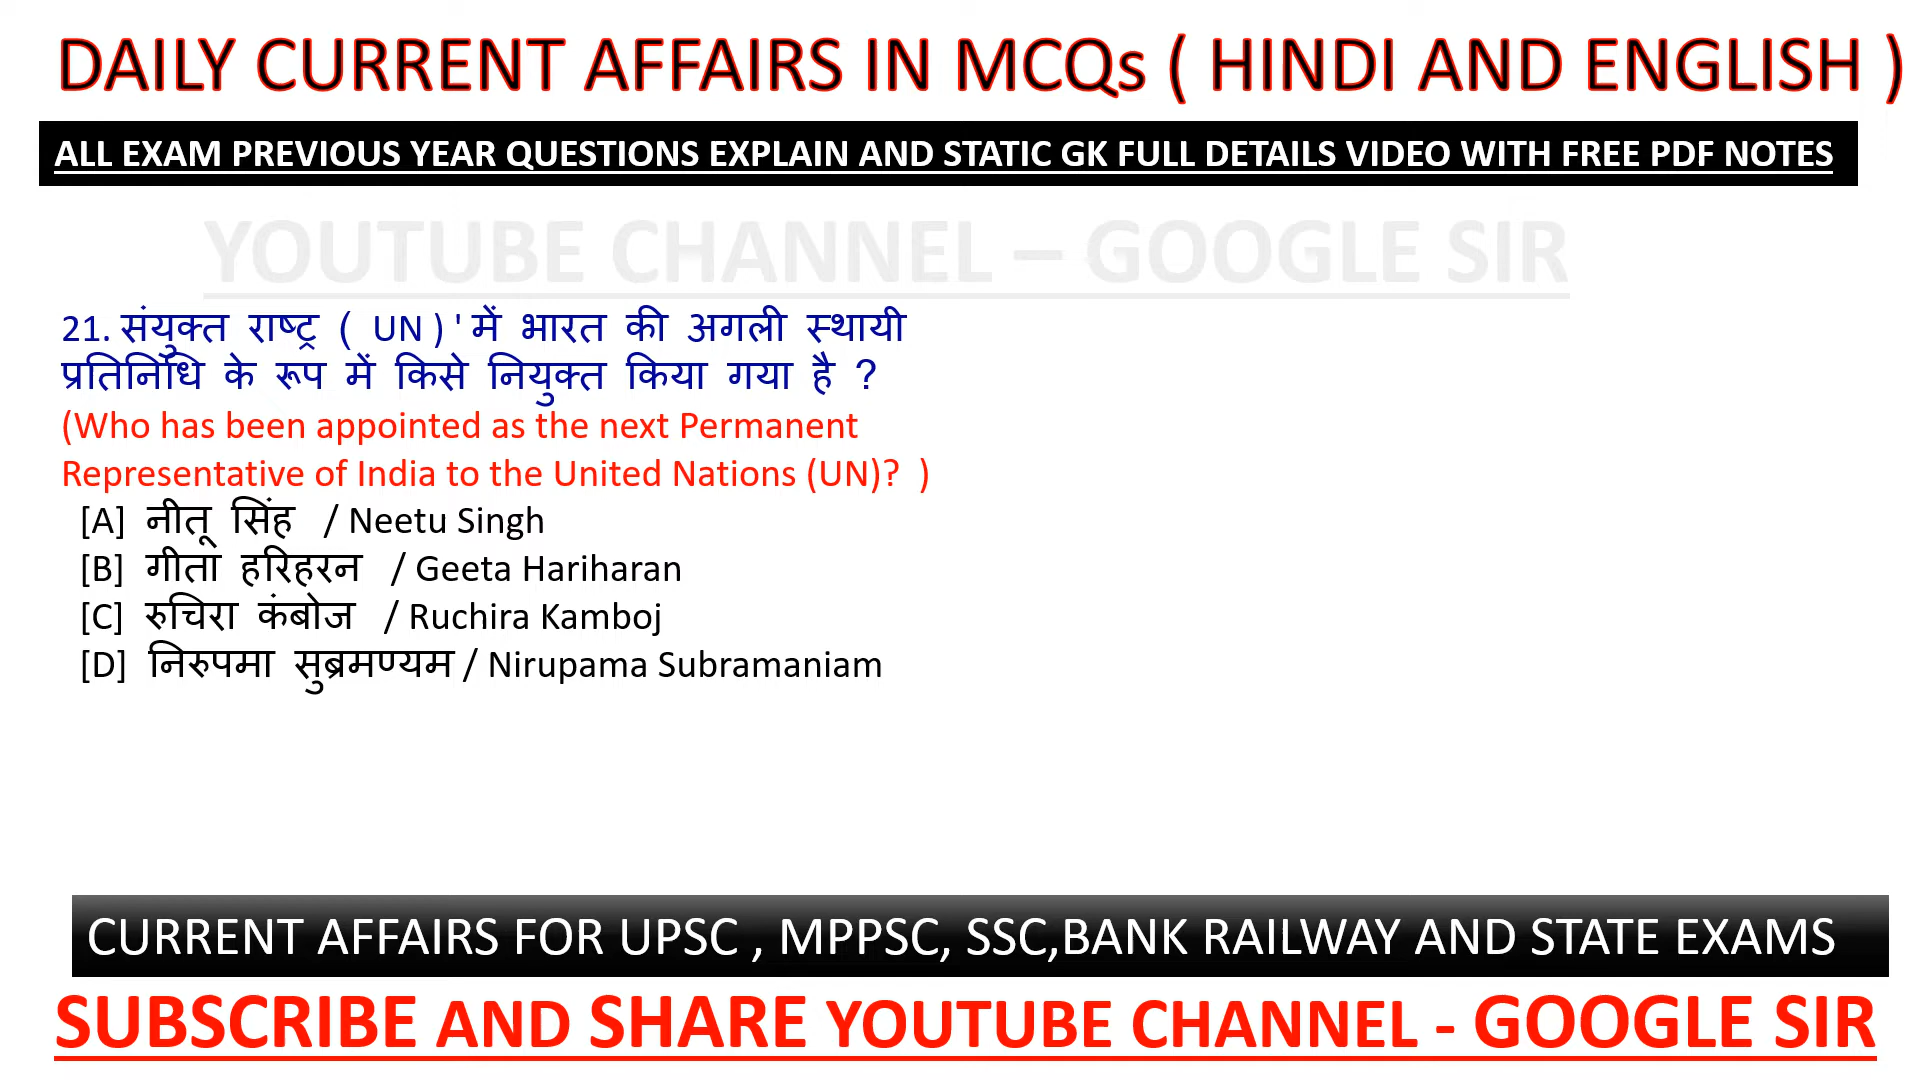 DAILY CURRENT AFFAIRS IN MCQs ( HINDI AND ENGLISH )
ALL EXAM PREVIOUS YEAR QUESTIONS EXPLAIN AND STATIC GK FULL DETAILS VIDEO WITH FREE PDF NOTES
YOUTUBE CHANNEL – GOOGLE SIR
21. संयुक्त राष्ट्र ( UN ) ' में भारत की अगली स्थायी
प्रतिनिधि के रूप में किसे नियुक्त किया गया है ?
(Who has been appointed as the next Permanent
Representative of India to the United Nations (UN)? )
[A] नीतू सिंह / Neetu Singh
[B] गीता हरिहरन / Geeta Hariharan
[C] रुचिरा कंबोज / Ruchira Kamboj
[D] निरुपमा सुब्रमण्यम / Nirupama Subramaniam
CURRENT AFFAIRS FOR UPSC , MPPSC, SSC,BANK RAILWAY AND STATE EXAMS
SUBSCRIBE AND SHARE YOUTUBE CHANNEL - GOOGLE SIR